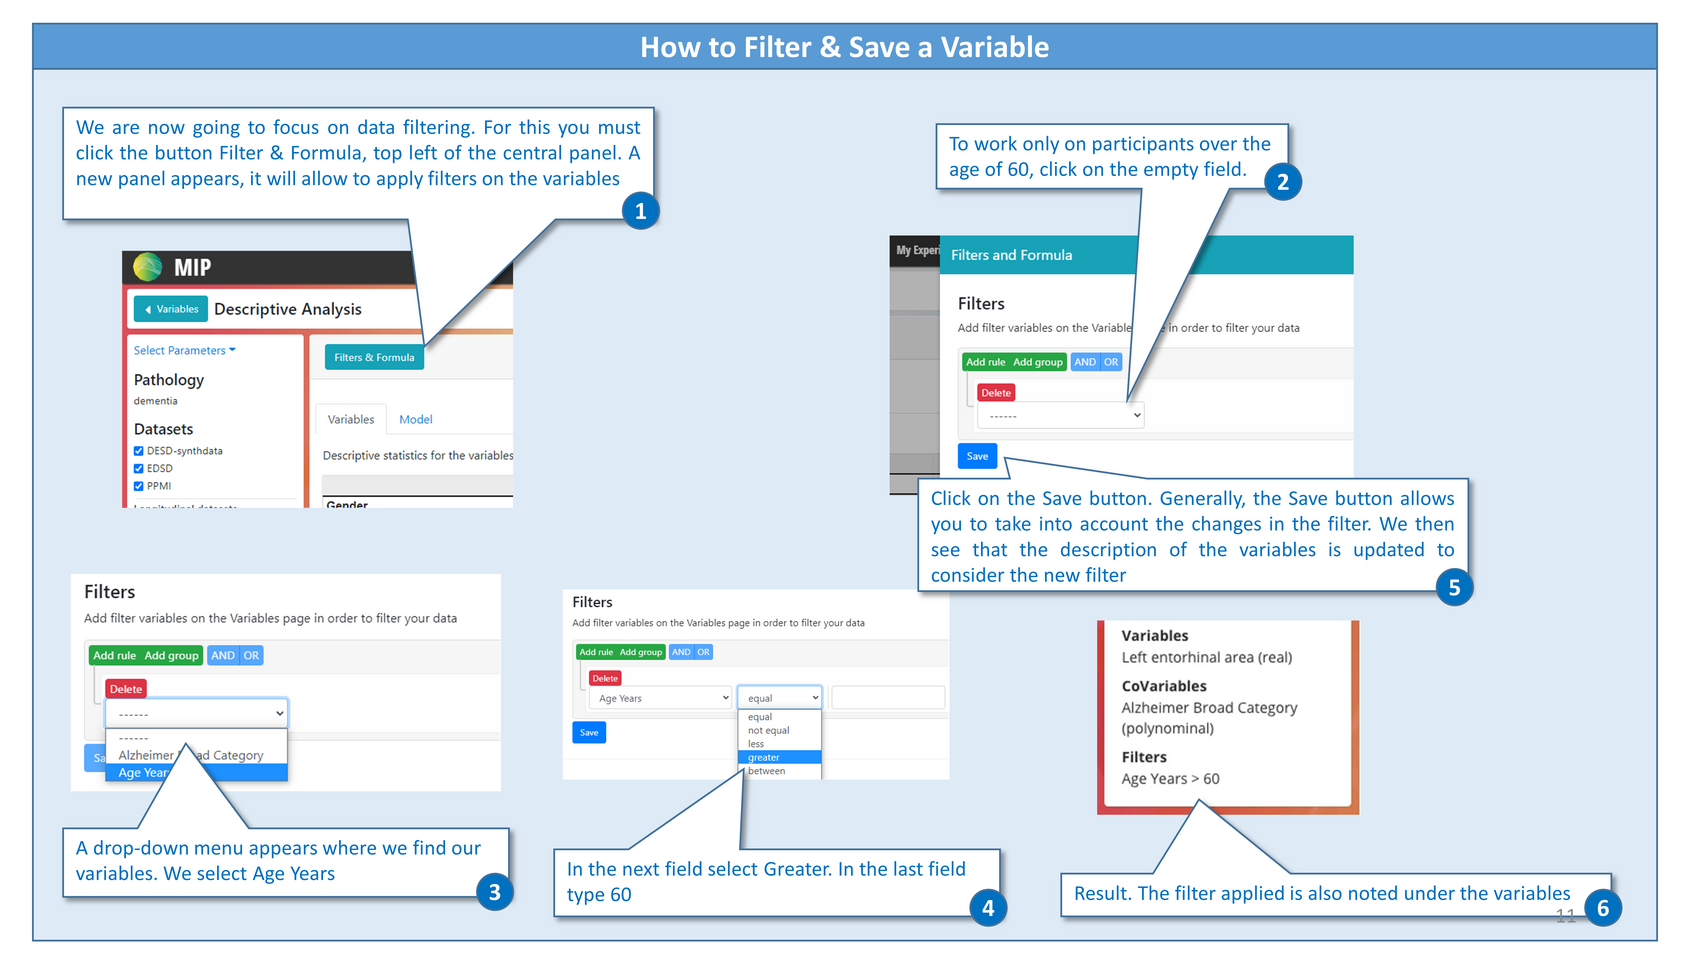 How to Filter & Save a Variable
We are now going to focus on data filtering. For this you must
click the button Filter & Formula, top left of the central panel. A
new panel appears, it will allow to apply filters on the variables
1
MIP
Variables
Descriptive Analysis
Select Parameters
Pathology
dementia
Datasets
DESD-synthdata
EDSD
PPMI
Filters & Formula
Variables Model
Descriptive statistics for the variables
Gender
To work only on participants over the
age of 60, click on the empty field.
2
My Experi
Filters and Formula
Filters
Add filter variables on the Variable in order to filter your data
Add rule Add group AND OR
Delete
------
Save
Click on the Save button. Generally, the Save button allows
you to take into account the changes in the filter. We then
see that the description of the variables is updated to
consider the new filter
5
Filters
Add filter variables on the Variables page in order to filter your data
Add rule Add group AND OR
Delete
------
------
Alzheimer Broad Category
Age Year
Sa
A drop-down menu appears where we find our
variables. We select Age Years
3
Filters
Add filter variables on the Variables page in order to filter your data
Add rule Add group AND OR
Delete
Age Years equal
equal
not equal
less
greater
between
Save
In the next field select Greater. In the last field
type 60
4
Variables
Left entorhinal area (real)
CoVariables
Alzheimer Broad Category
(polynominal)
Filters
Age Years > 60
Result. The filter applied is also noted under the variables
6
11